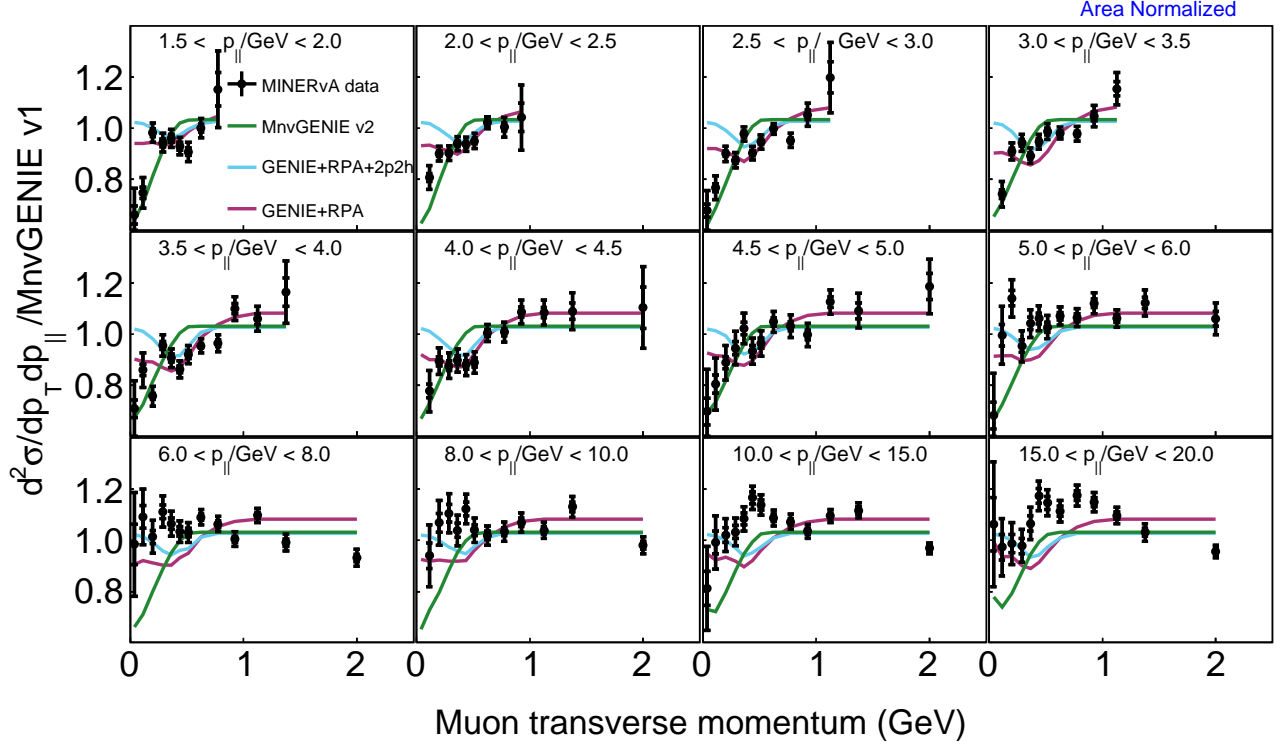 Area Normalized
1.5 < p||/GeV < 2.0
2.0 < p||/GeV < 2.5
2.5 < p||/ GeV < 3.0
3.0 < p||/GeV < 3.5
MINERvA data
MnvGENIE v2
GENIE+RPA+2p2h
GENIE+RPA
1.2
1.0
0.8
3.5 < p||/GeV < 4.0
4.0 < p||/GeV < 4.5
4.5 < p||/GeV < 5.0
5.0 < p||/GeV < 6.0
1.2
1.0
0.8
6.0 < p||/GeV < 8.0
8.0 < p||/GeV < 10.0
10.0 < p||/GeV < 15.0
15.0 < p||/GeV < 20.0
1.2
1.0
0.8
0 1 2 0 1 2 0 1 2 0 1 2
d²σ/dp_T dp_||/MnvGENIE v1
Muon transverse momentum (GeV)